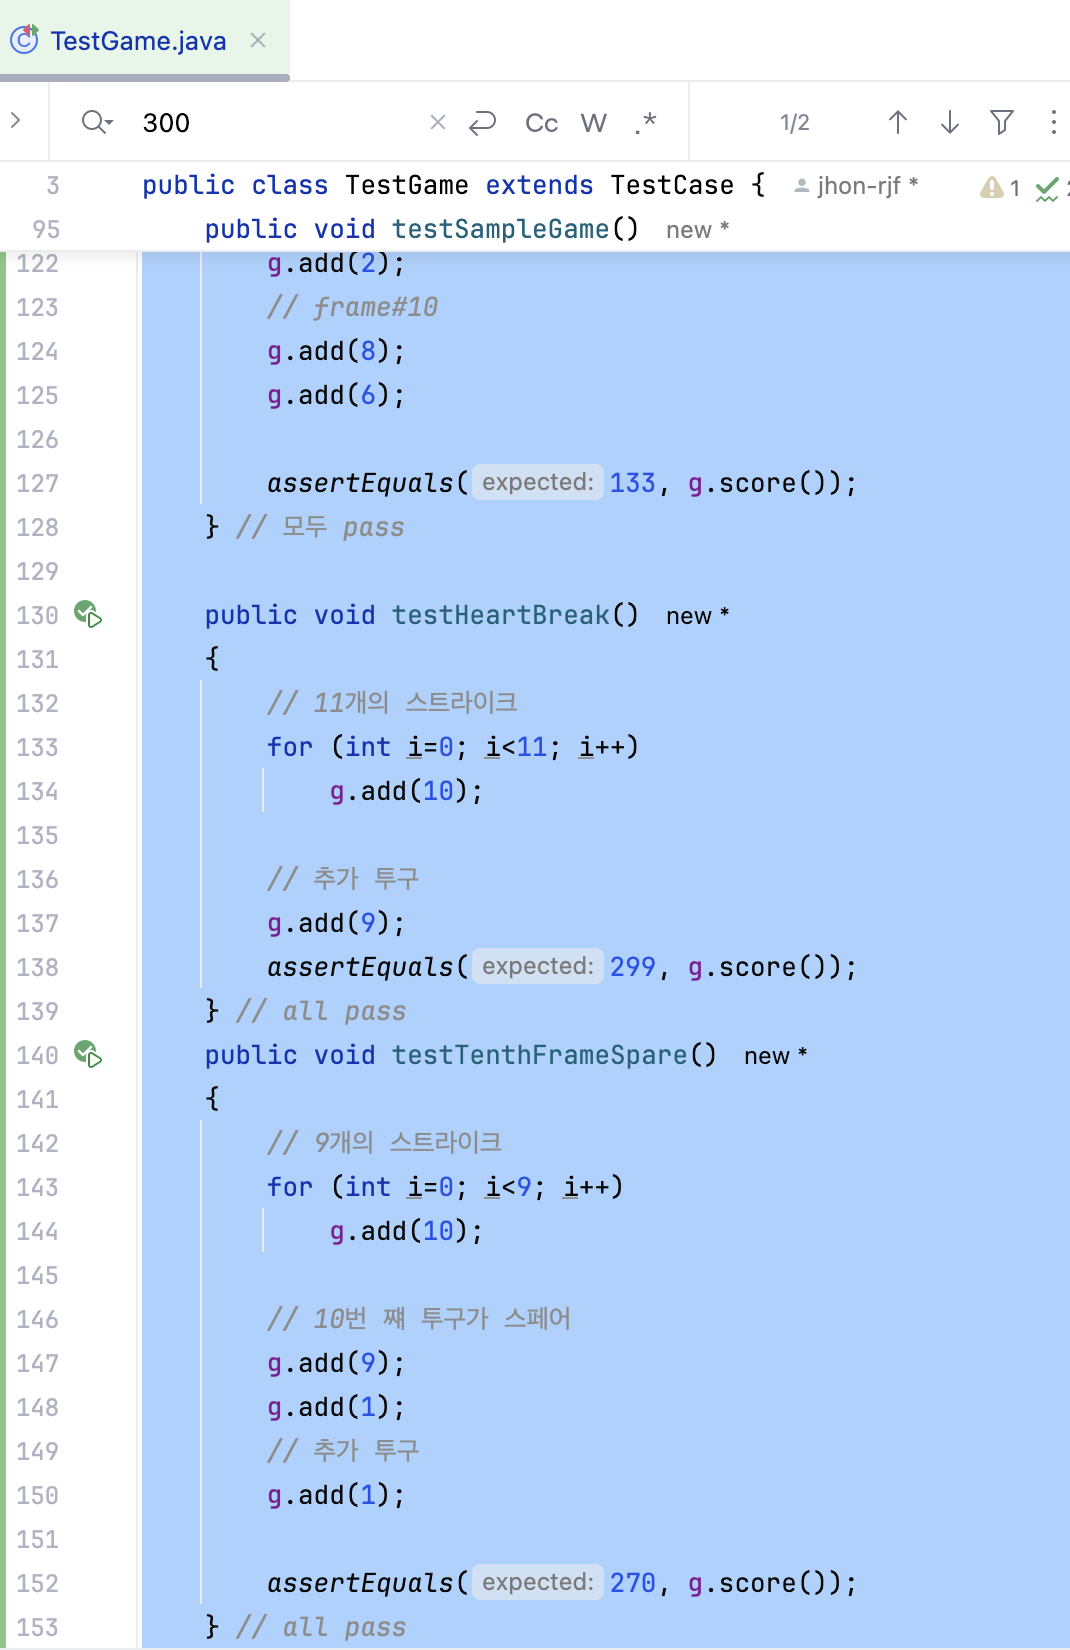 TestGame.java
300
Cc W .*
1/2
3 public class TestGame extends TestCase { jhon-rjf * 1
95 public void testSampleGame() new *
122 g.add(2);
123 // frame#10
124 g.add(8);
125 g.add(6);
126
127 assertEquals( expected: 133, g.score());
128 } // 모두 pass
129
130 public void testHeartBreak() new *
131 {
132 // 11개의 스트라이크
133 for (int i=0; i<11; i++)
134 g.add(10);
135
136 // 추가 투구
137 g.add(9);
138 assertEquals( expected: 299, g.score());
139 } // all pass
140 public void testTenthFrameSpare() new *
141 {
142 // 9개의 스트라이크
143 for (int i=0; i<9; i++)
144 g.add(10);
145
146 // 10번 쨰 투구가 스페어
147 g.add(9);
148 g.add(1);
149 // 추가 투구
150 g.add(1);
151
152 assertEquals( expected: 270, g.score());
153 } // all pass